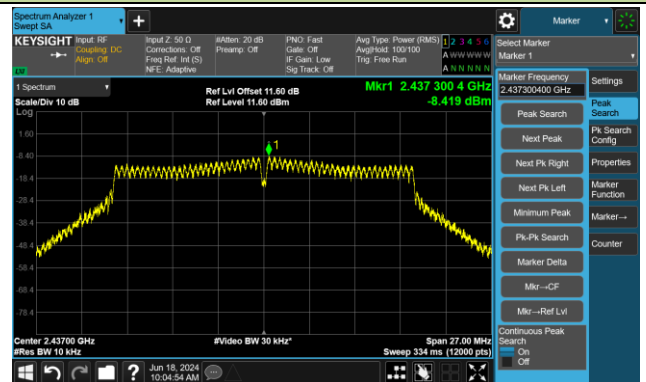 Spectrum Analyzer 1
Swept SA
+
Marker
KEYSIGHT
Input: RF
Coupling: DC
Align: Off
Input Z: 50 Ω
Corrections: Off
Freq Ref: Int (S)
NFE: Adaptive
#Atten: 20 dB
Preamp: Off
PNO: Fast
Gate: Off
IF Gain: Low
Sig Track: Off
Avg Type: Power (RMS)
Avg|Hold: 100/100
Trig: Free Run
1 2 3 4 5 6
A W W W W W
A N N N N N
LW
Select Marker
Marker 1
1 Spectrum
Scale/Div 10 dB
Log
Ref Lvl Offset 11.60 dB
Ref Level 11.60 dBm
Mkr1 2.437 300 4 GHz
-8.419 dBm
1
1.60
-8.40
-18.4
-28.4
-38.4
-48.4
-58.4
-68.4
-78.4
Center 2.43700 GHz
#Res BW 10 kHz
#Video BW 30 kHz*
Span 27.00 MHz
Sweep 334 ms (12000 pts)
Marker Frequency
2.437300400 GHz
Peak Search
Next Peak
Next Pk Right
Next Pk Left
Minimum Peak
Pk-Pk Search
Marker Delta
Mkr→CF
Mkr→Ref Lvl
Continuous Peak
Search
On
Off
Settings
Peak
Search
Pk Search
Config
Properties
Marker
Function
Marker→
Counter
?
Jun 18, 2024
10:04:54 AM